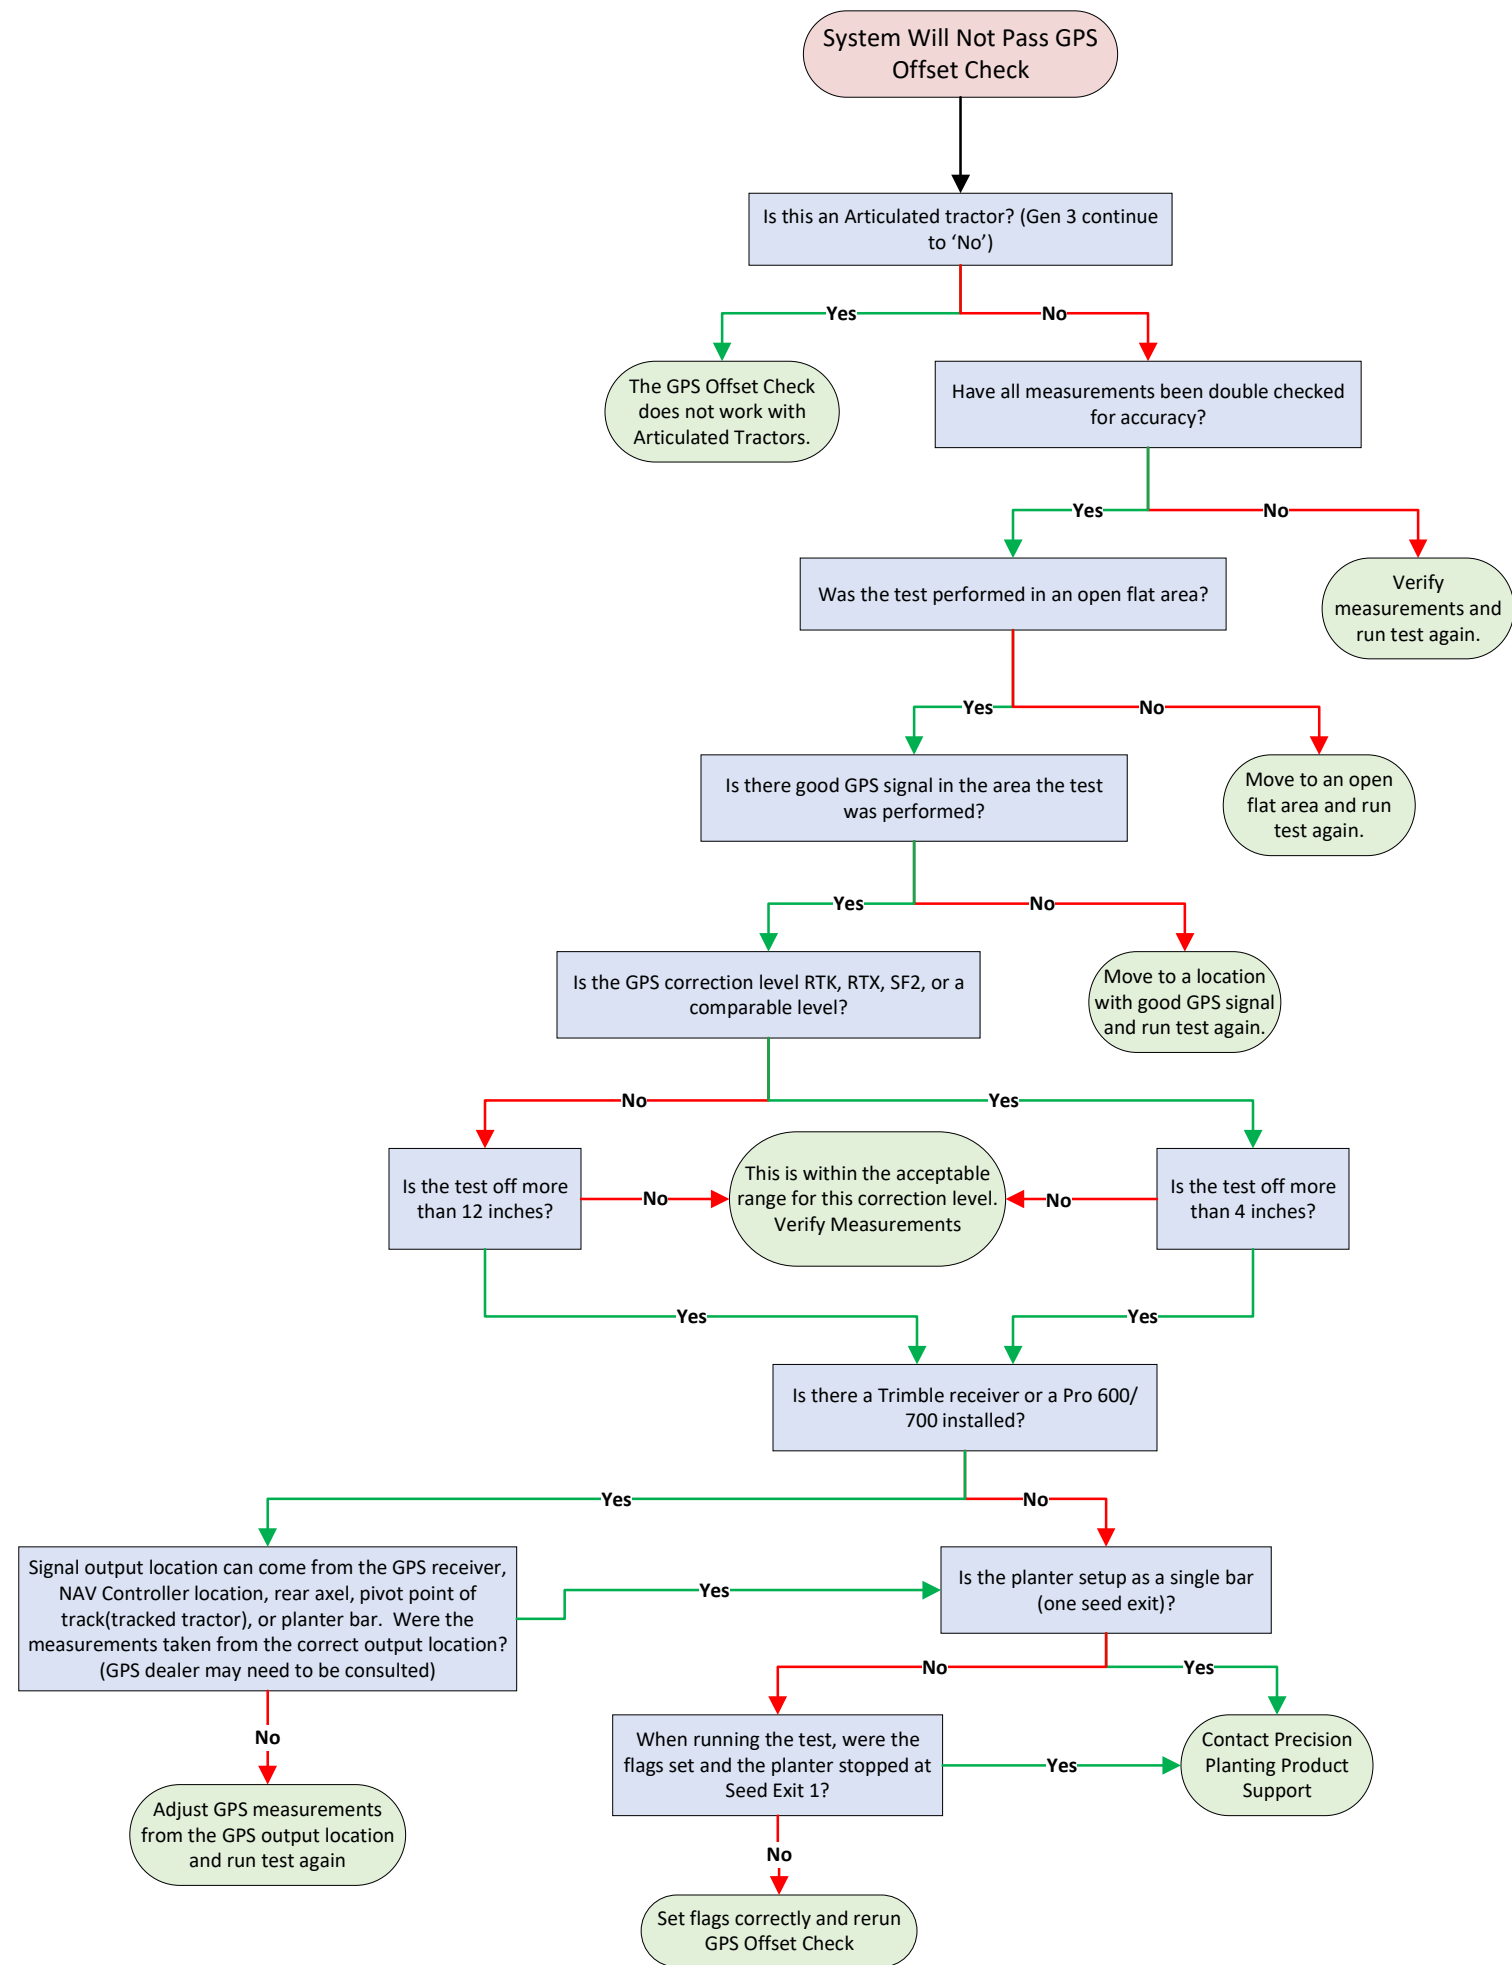 System Will Not Pass GPS
Offset Check
Is this an Articulated tractor? (Gen 3 continue
to ‘No’)
Yes
No
The GPS Offset Check
does not work with
Articulated Tractors.
Have all measurements been double checked
for accuracy?
Yes
No
Was the test performed in an open flat area?
Verify
measurements and
run test again.
Yes
No
Is there good GPS signal in the area the test
was performed?
Move to an open
flat area and run
test again.
Yes
No
Is the GPS correction level RTK, RTX, SF2, or a
comparable level?
Move to a location
with good GPS signal
and run test again.
No
Yes
Is the test off more
than 12 inches?
No
This is within the acceptable
range for this correction level.
Verify Measurements
No
Is the test off more
than 4 inches?
Yes
Yes
Is there a Trimble receiver or a Pro 600/
700 installed?
Yes
No
Signal output location can come from the GPS receiver,
NAV Controller location, rear axel, pivot point of
track(tracked tractor), or planter bar.  Were the
measurements taken from the correct output location?
(GPS dealer may need to be consulted)
Yes
Is the planter setup as a single bar
(one seed exit)?
No
Yes
No
When running the test, were the
flags set and the planter stopped at
Seed Exit 1?
Yes
Contact Precision
Planting Product
Support
Adjust GPS measurements
from the GPS output location
and run test again
No
Set flags correctly and rerun
GPS Offset Check